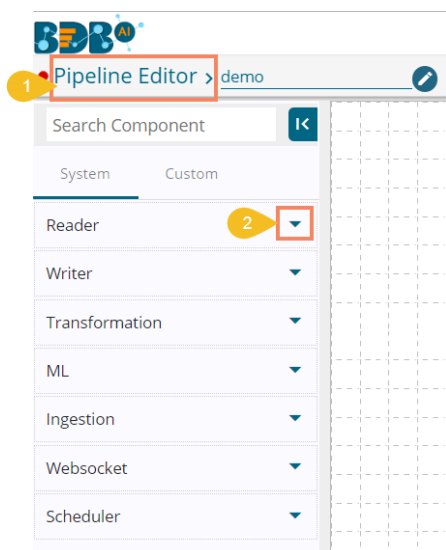 BDB AI
1 Pipeline Editor > demo
Search Component
System Custom
Reader 2
Writer
Transformation
ML
Ingestion
Websocket
Scheduler